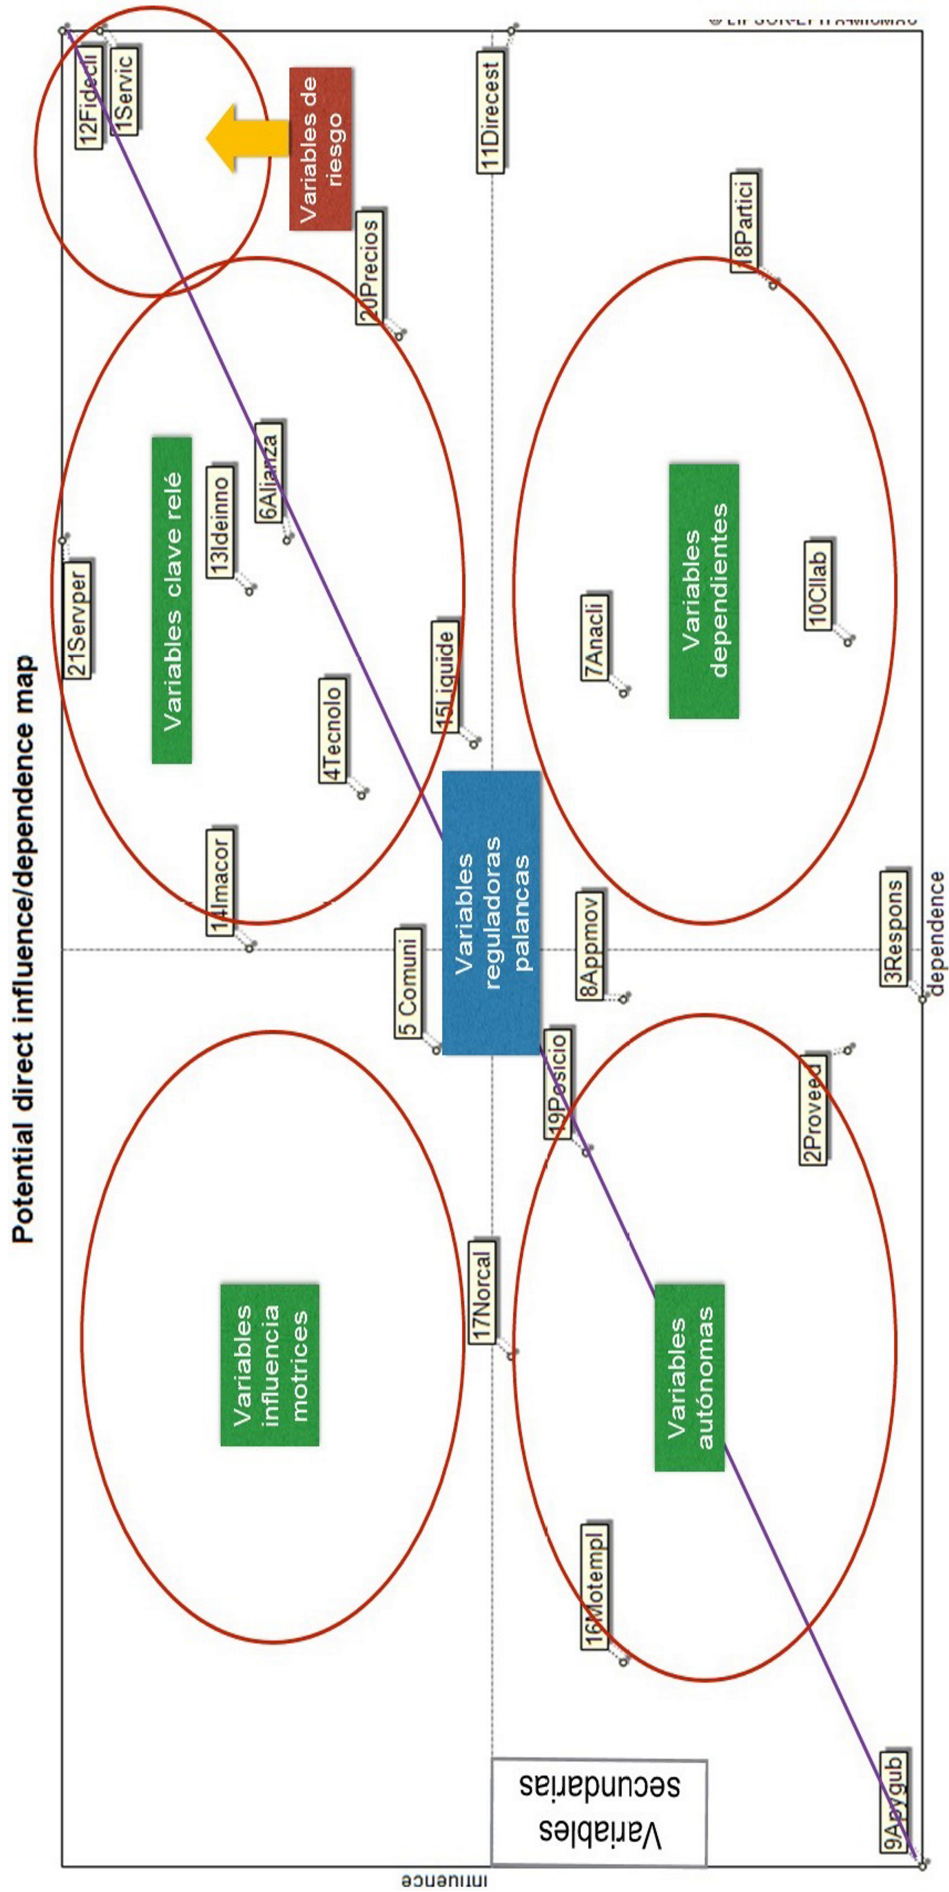 Potential direct influence/dependence map
influence
dependence
Variables
influencia
motrices
Variables clave relé
Variables de
riesgo
Variables
reguladoras
palancas
Variables
autónomas
Variables
dependientes
Variables
secundarias
12Fidecli
1Servic
21Servper
13Ideinno
6Alianza
20Precios
14Imacor
4Tecnolo
15Liquide
5 Comuni
11Direcest
17Norcal
19Posicio
8Appmov
7Anacli
16Motempl
18Partici
2Proveed
10Cllab
3Respons
9Apygub